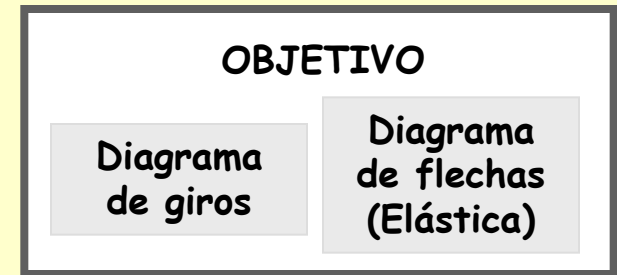 OBJETIVO
Diagrama
de giros
Diagrama
de flechas
(Elástica)